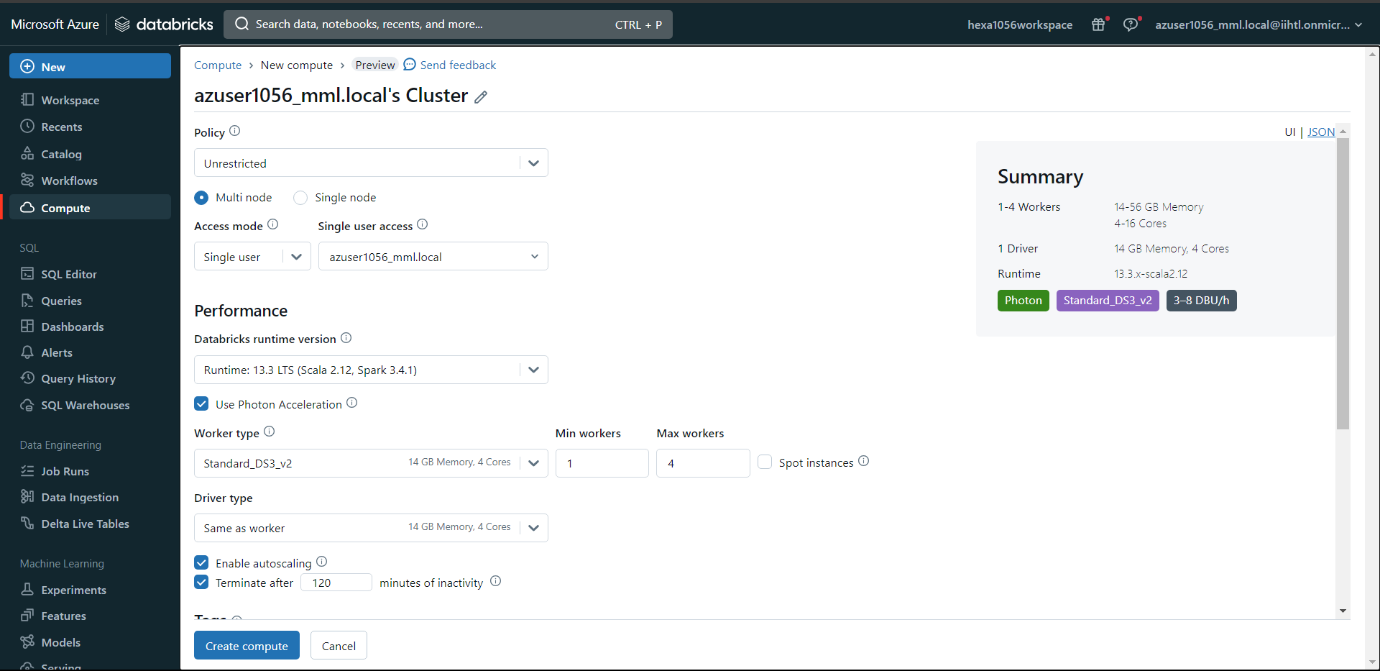 Microsoft Azure databricks Search data, notebooks, recents, and more... CTRL + P hexa1056workspace azuser1056_mml.local@iihtl.onmicr...
New
Workspace
Recents
Catalog
Workflows
Compute
SQL
SQL Editor
Queries
Dashboards
Alerts
Query History
SQL Warehouses
Data Engineering
Job Runs
Data Ingestion
Delta Live Tables
Machine Learning
Experiments
Features
Models
Serving
Compute > New compute > Preview Send feedback
azuser1056_mml.local's Cluster
UI | JSON
Policy
Unrestricted
Multi node Single node
Access mode Single user access
Single user azuser1056_mml.local
Performance
Databricks runtime version
Runtime: 13.3 LTS (Scala 2.12, Spark 3.4.1)
Use Photon Acceleration
Worker type Min workers Max workers
Standard_DS3_v2 14 GB Memory, 4 Cores 1 4 Spot instances
Driver type
Same as worker 14 GB Memory, 4 Cores
Enable autoscaling
Terminate after 120 minutes of inactivity
Tags
Create compute Cancel
Summary
1-4 Workers 14-56 GB Memory
4-16 Cores
1 Driver 14 GB Memory, 4 Cores
Runtime 13.3.x-scala2.12
Photon Standard_DS3_v2 3–8 DBU/h